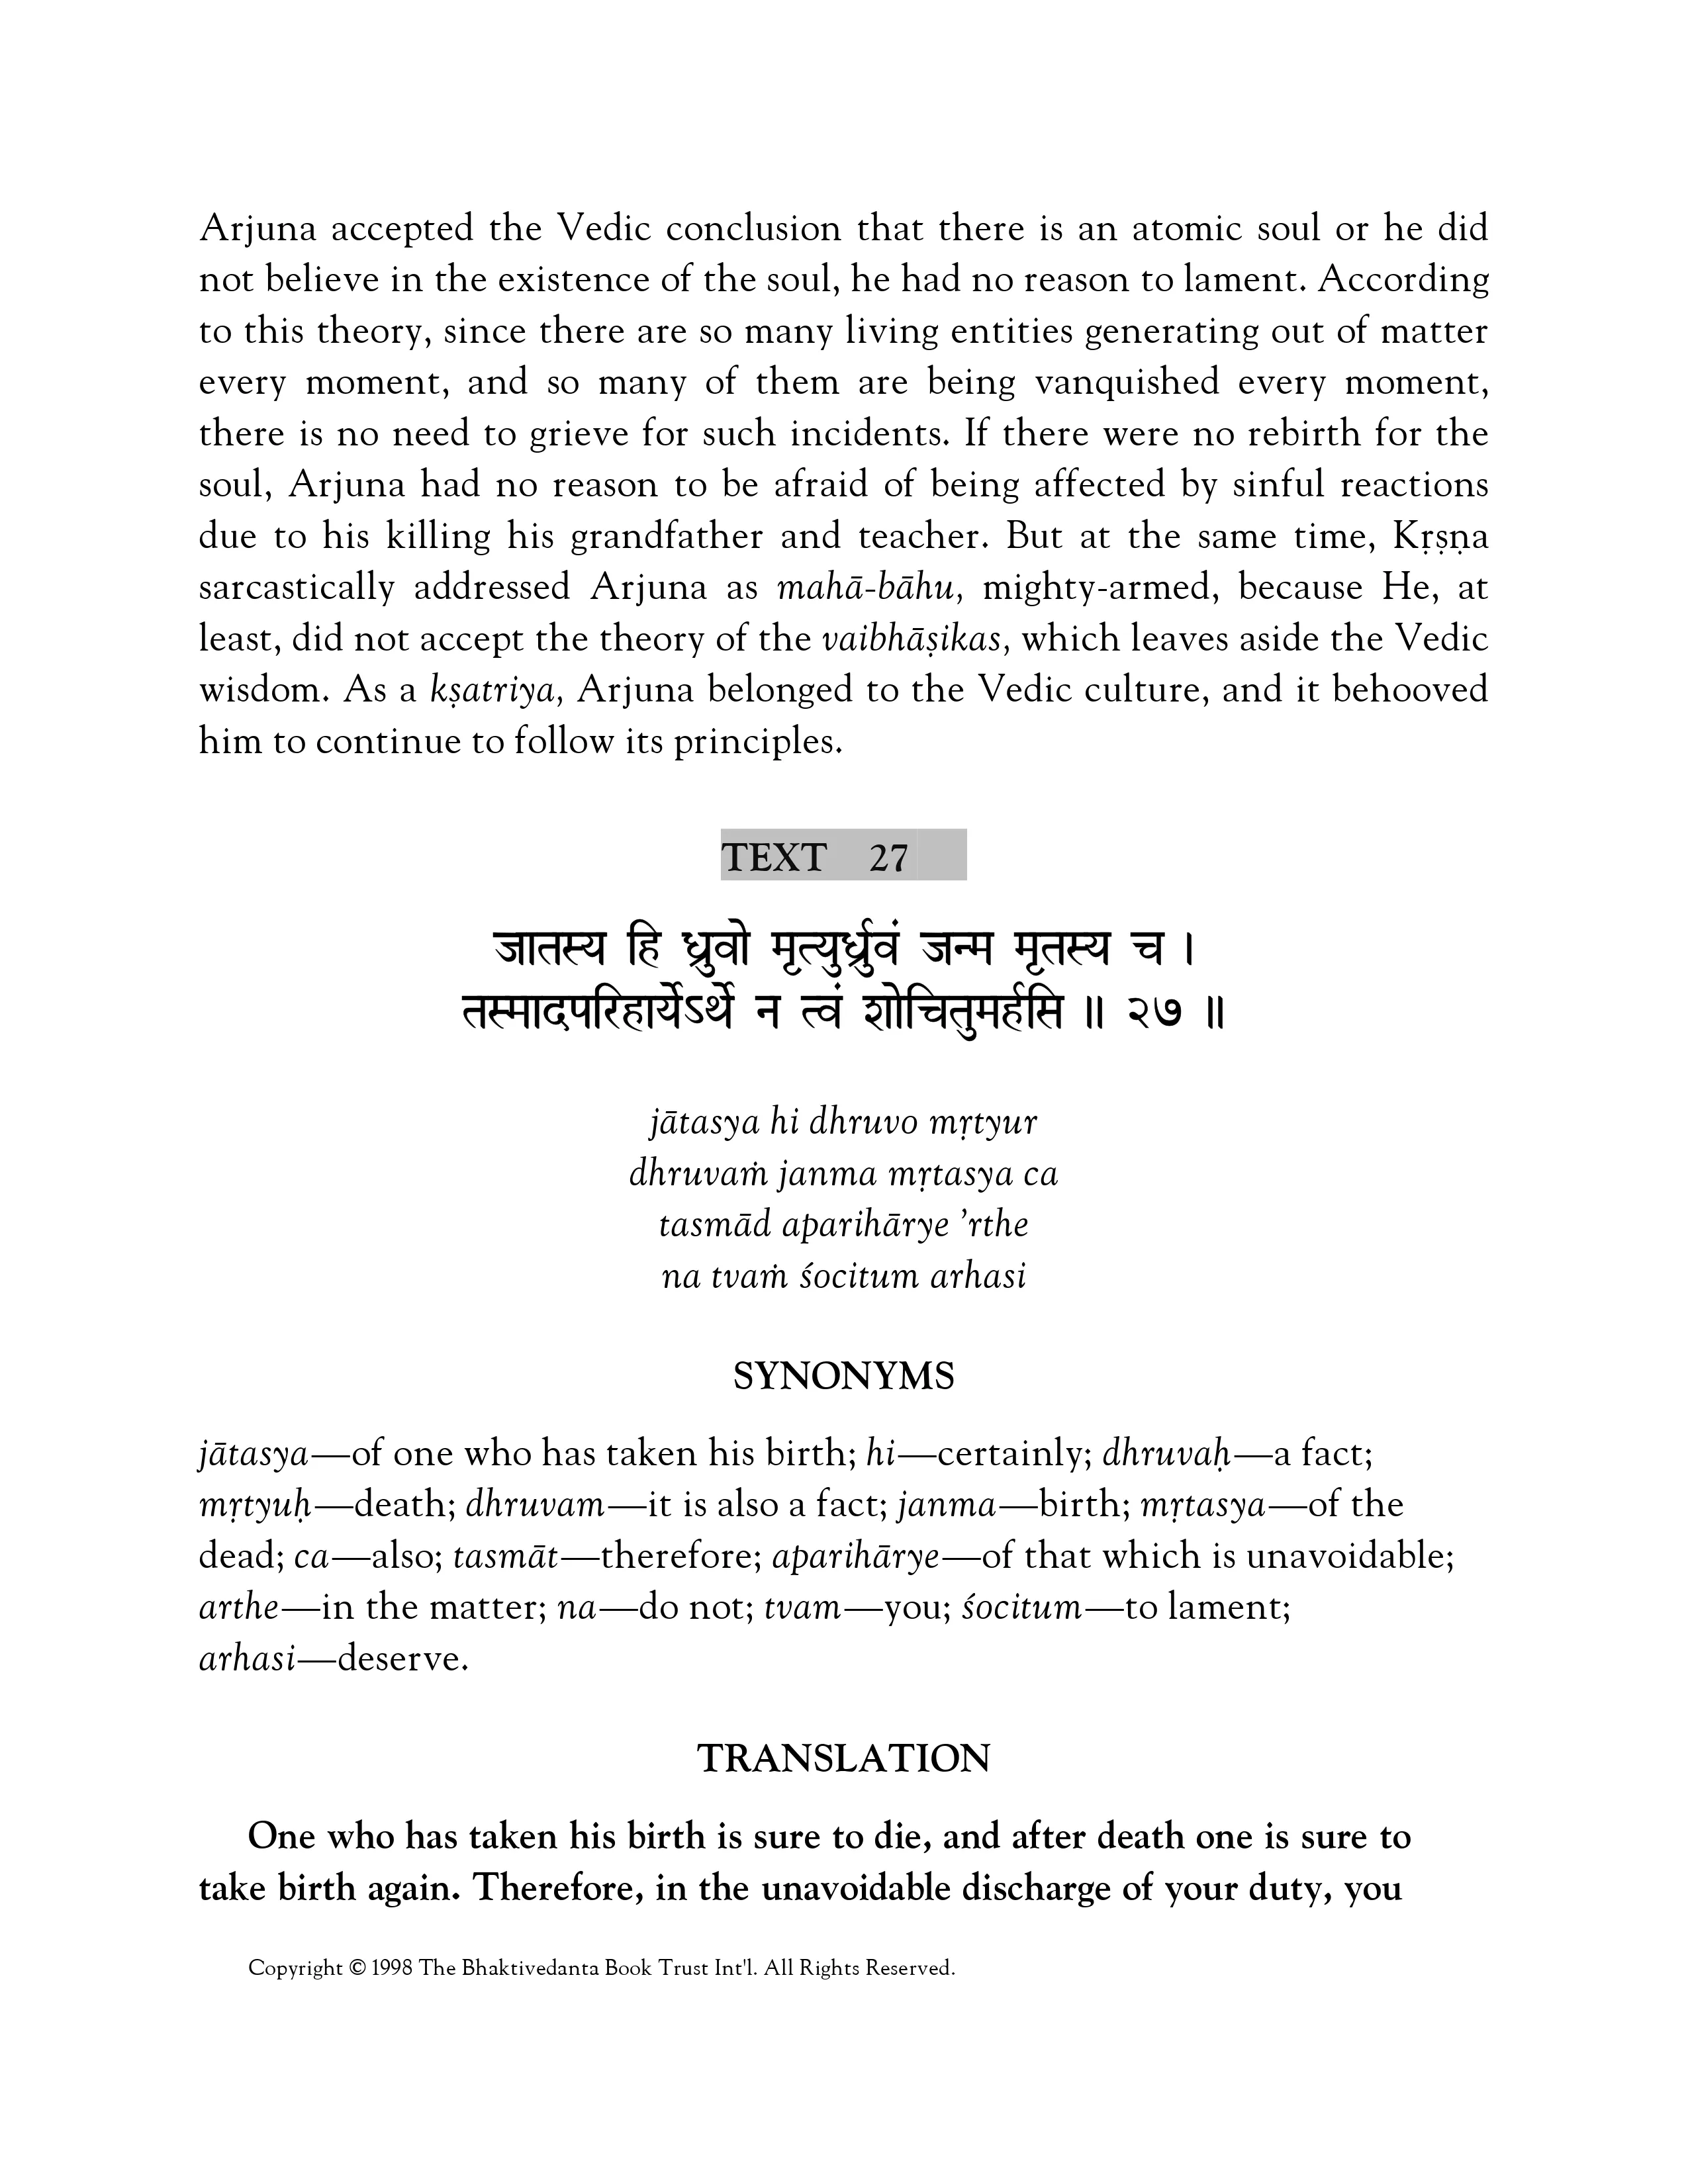 Arjuna accepted the Vedic conclusion that there is an atomic soul or he did
not believe in the existence of the soul, he had no reason to lament. According
to this theory, since there are so many living entities generating out of matter
every moment, and so many of them are being vanquished every moment,
there is no need to grieve for such incidents. If there were no rebirth for the
soul, Arjuna had no reason to be afraid of being affected by sinful reactions
due to his killing his grandfather and teacher. But at the same time, Kṛṣṇa
sarcastically addressed Arjuna as mahā-bāhu, mighty-armed, because He, at
least, did not accept the theory of the vaibhāṣikas, which leaves aside the Vedic
wisdom. As a kṣatriya, Arjuna belonged to the Vedic culture, and it behooved
him to continue to follow its principles.
TEXT 27
जातस्य हि ध्रुवो मृत्युर्ध्रुवं जन्म मृतस्य च ।
तस्मादपरिहार्येऽर्थे न त्वं शोचितुमर्हसि ॥ २७ ॥
jātasya hi dhruvo mṛtyur
dhruvaṁ janma mṛtasya ca
tasmād aparihārye ’rthe
na tvaṁ śocitum arhasi
SYNONYMS
jātasya—of one who has taken his birth; hi—certainly; dhruvaḥ—a fact;
mṛtyuḥ—death; dhruvam—it is also a fact; janma—birth; mṛtasya—of the
dead; ca—also; tasmāt—therefore; aparihārye—of that which is unavoidable;
arthe—in the matter; na—do not; tvam—you; śocitum—to lament;
arhasi—deserve.
TRANSLATION
One who has taken his birth is sure to die, and after death one is sure to
take birth again. Therefore, in the unavoidable discharge of your duty, you
Copyright © 1998 The Bhaktivedanta Book Trust Int'l. All Rights Reserved.